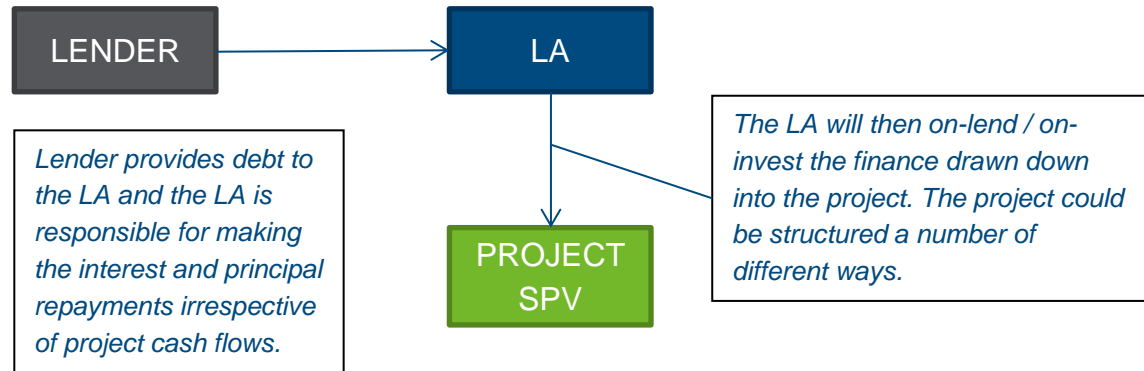 LENDER
LA
Lender provides debt to
the LA and the LA is
responsible for making
the interest and principal
repayments irrespective
of project cash flows.
The LA will then on-lend / on-
invest the finance drawn down
into the project. The project could
be structured a number of
different ways.
PROJECT
SPV